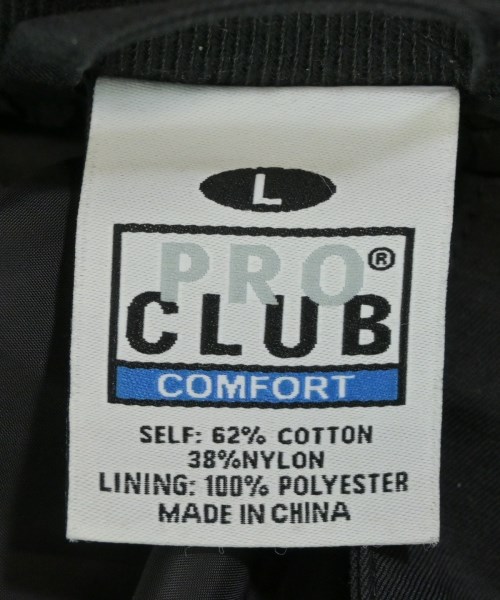 L
PRO®
CLUB
COMFORT
SELF: 62% COTTON
38%NYLON
LINING: 100% POLYESTER
MADE IN CHINA